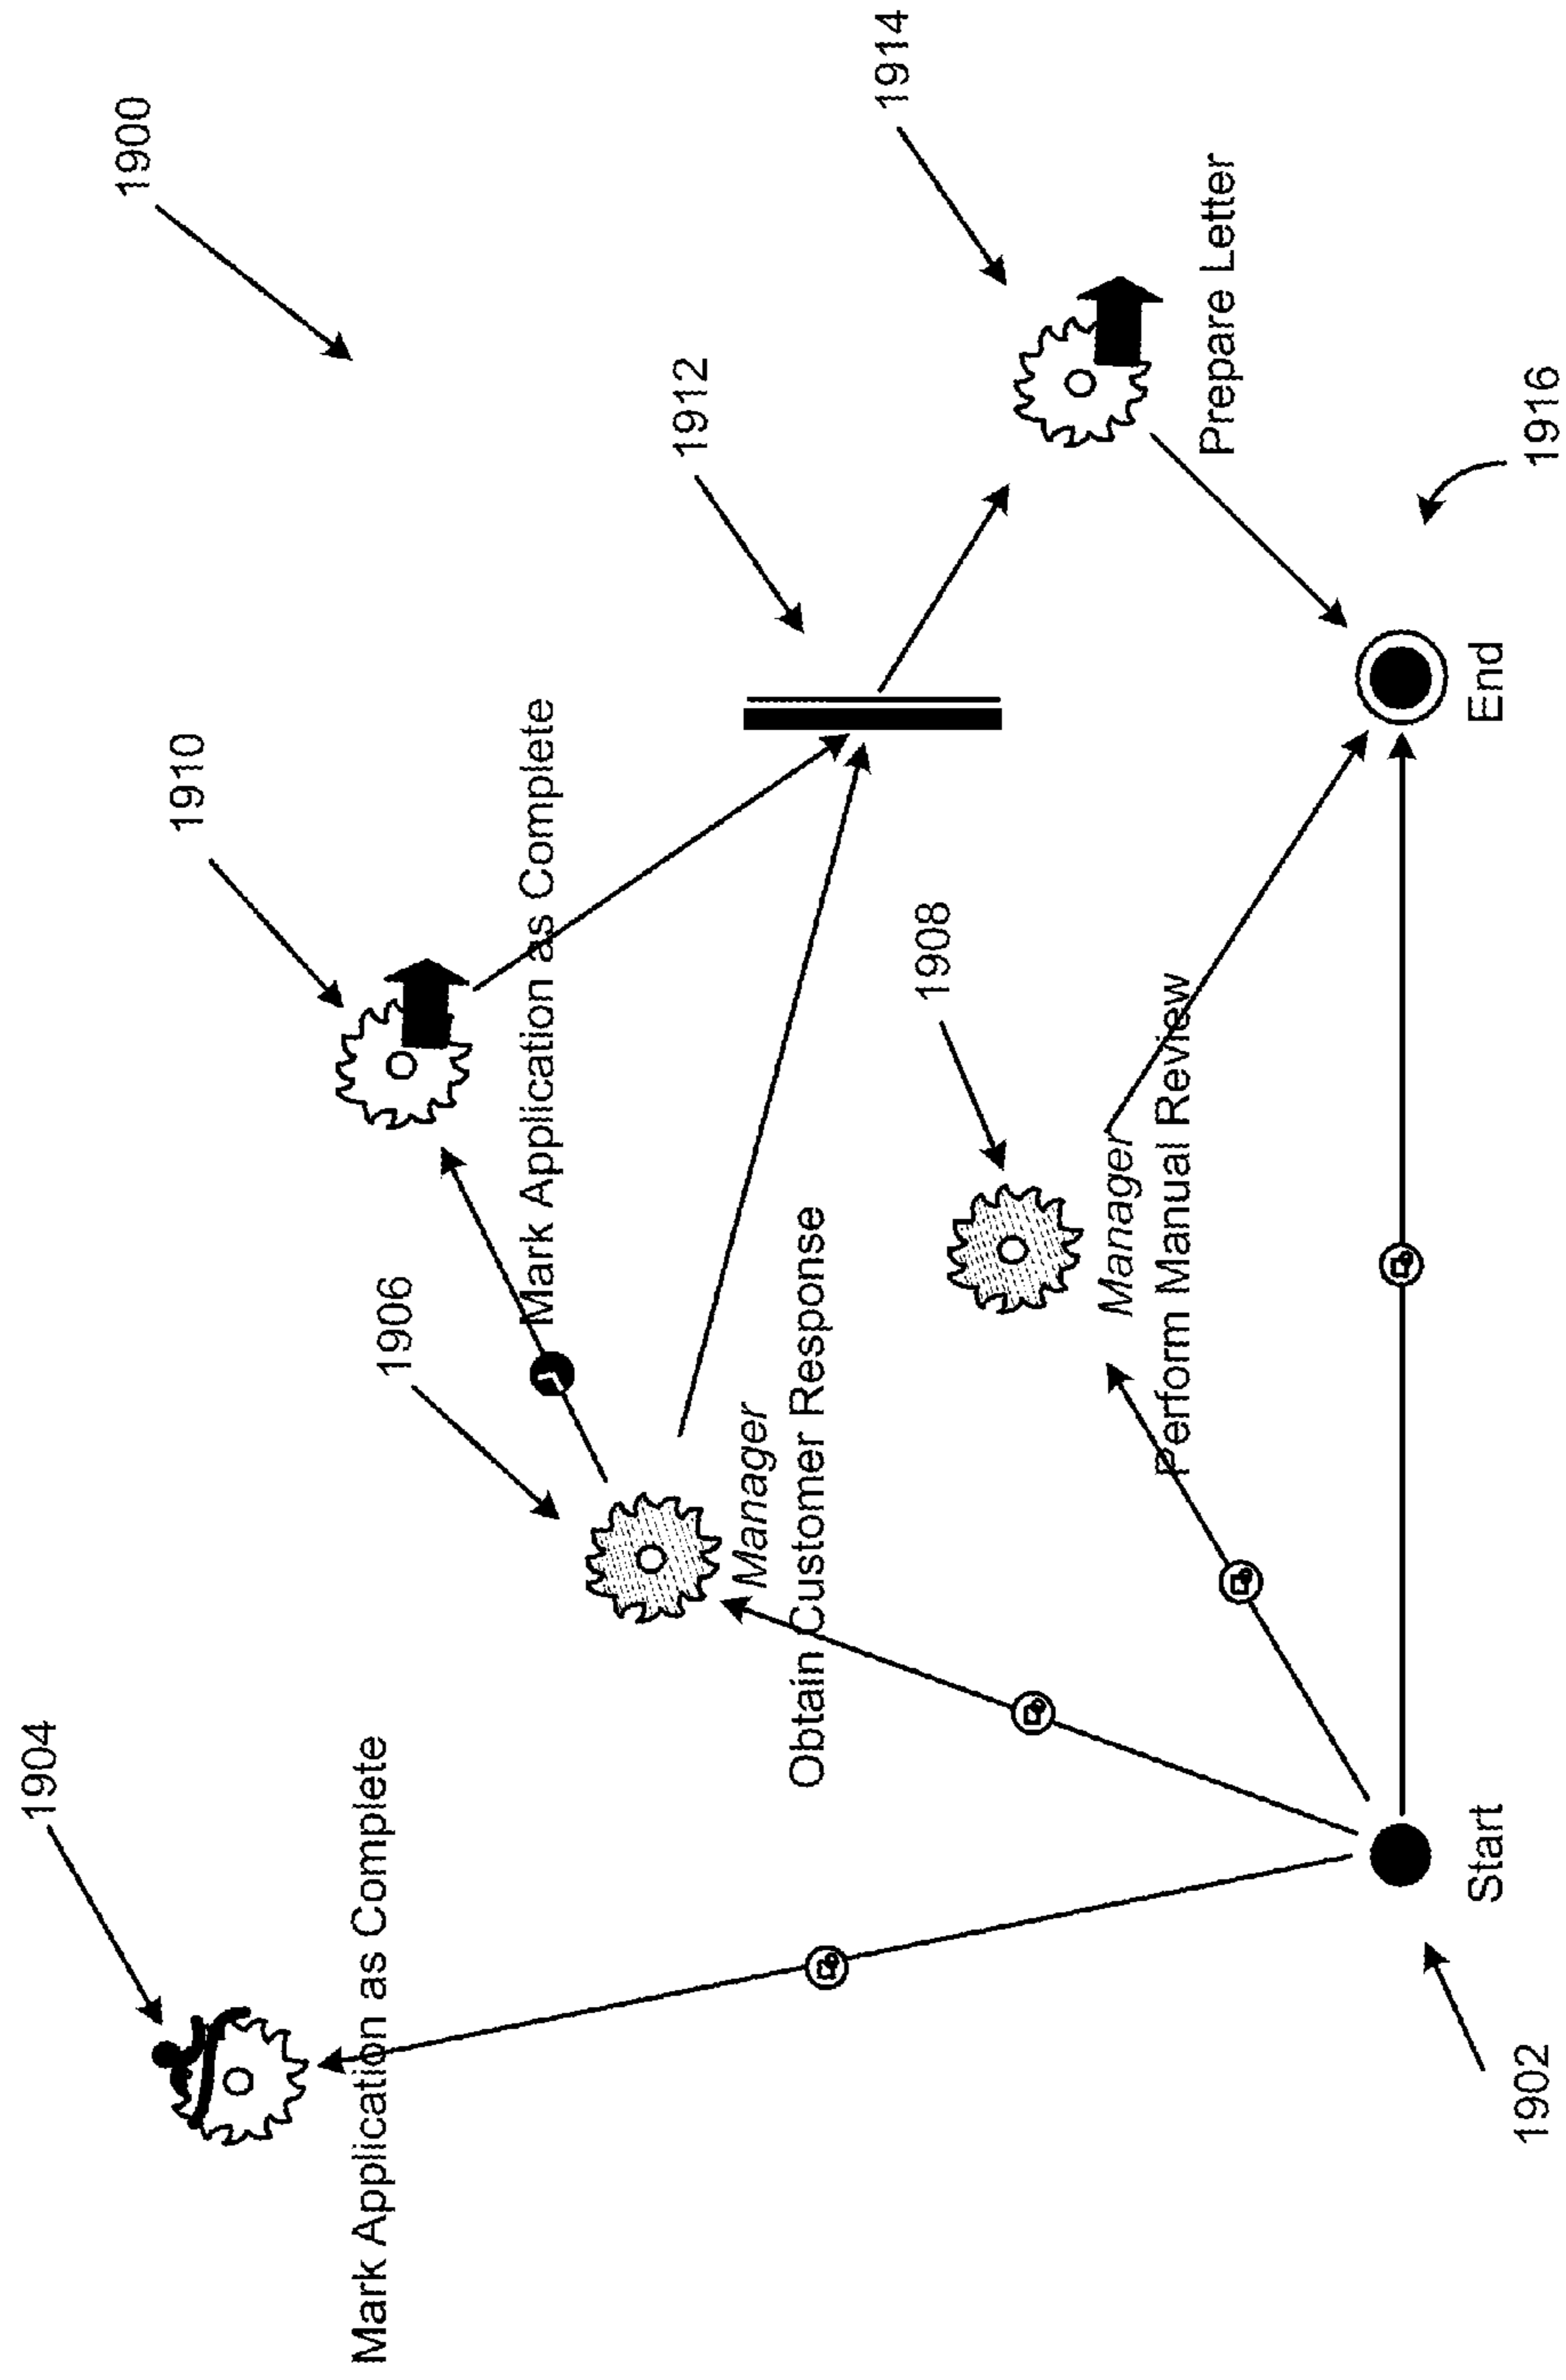 1904
1900
1910
Mark Application as Complete
1906
Mark Application as Complete
1912
Manager
Obtain Customer Response
1914
1908
Manager
Perform Manual Review
Prepare Letter
Start
End
1902
1916